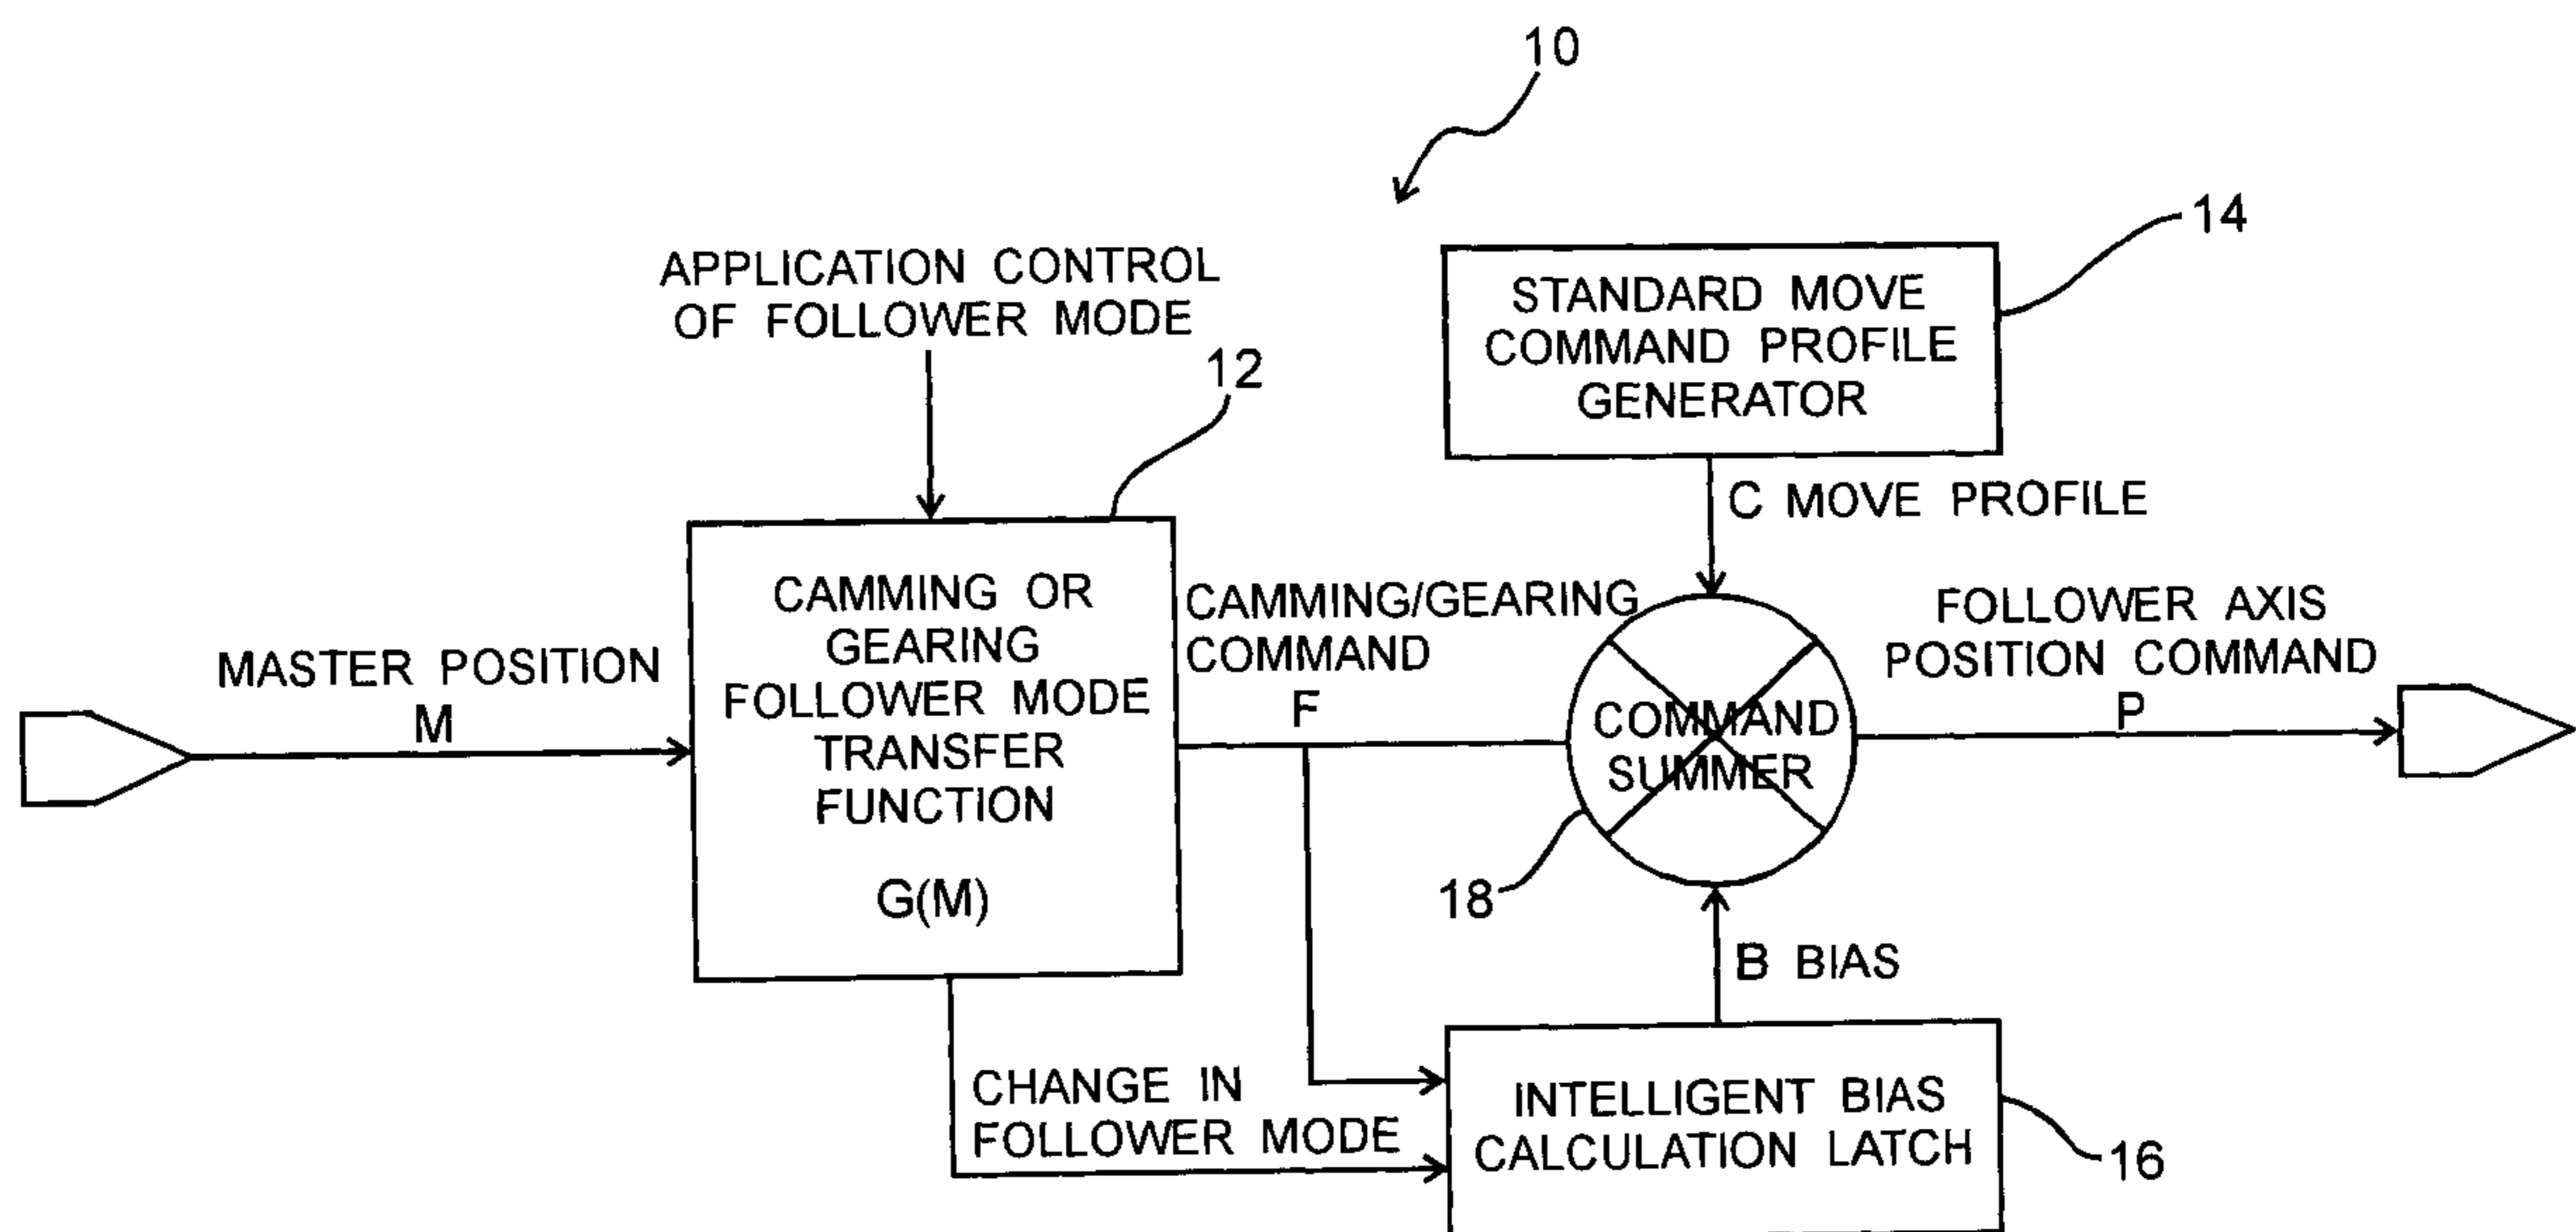 10
14
APPLICATION CONTROL
OF FOLLOWER MODE
12
STANDARD MOVE
COMMAND PROFILE
GENERATOR
C MOVE PROFILE
MASTER POSITION
M
CAMMING OR
GEARING
FOLLOWER MODE
TRANSFER
FUNCTION
G(M)
CAMMING/GEARING
COMMAND
F
COMMAND
SUMMER
18
FOLLOWER AXIS
POSITION COMMAND
P
B BIAS
CHANGE IN
FOLLOWER MODE
INTELLIGENT BIAS
CALCULATION LATCH
16